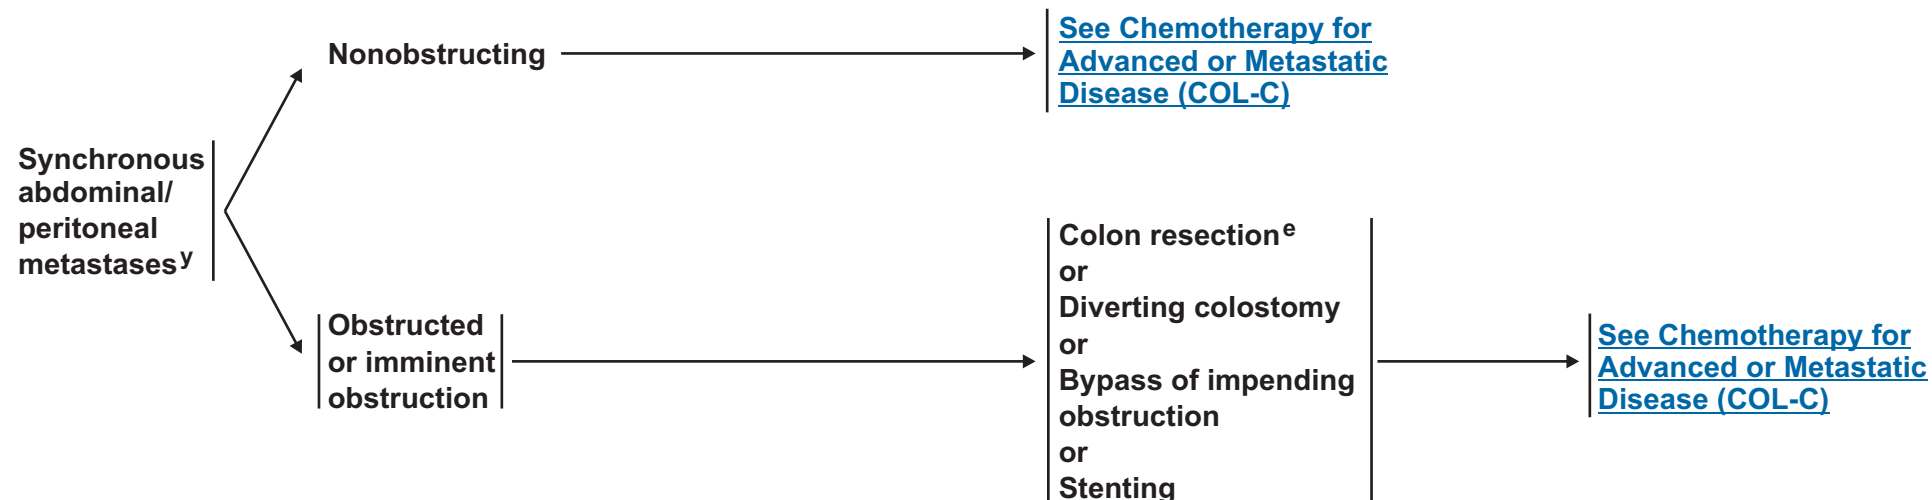 Nonobstructing
See Chemotherapy for
Advanced or Metastatic
Disease (COL-C)
Synchronous
abdominal/
peritoneal
metastasesy
Obstructed
or imminent
obstruction
Colon resectione
or
Diverting colostomy
or
Bypass of impending
obstruction
or
Stenting
See Chemotherapy for
Advanced or Metastatic
Disease (COL-C)